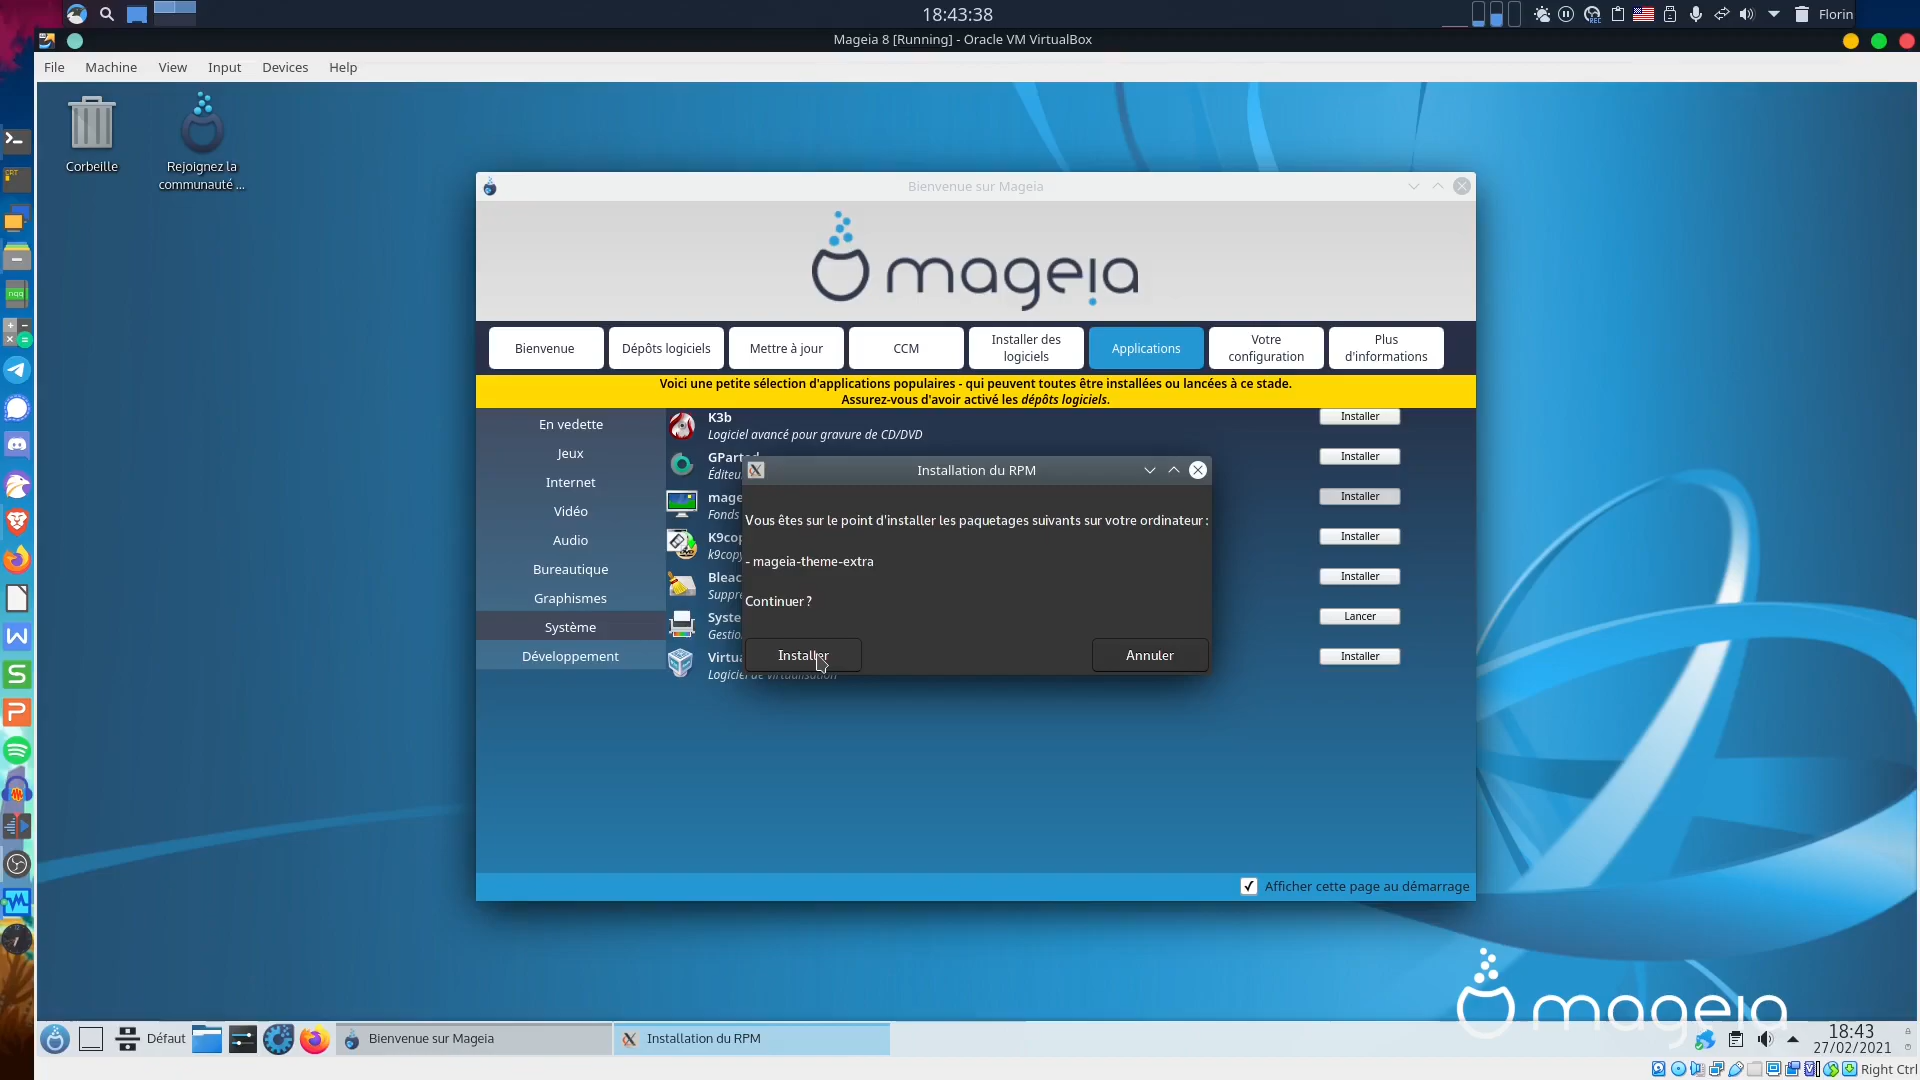 18:43:38
Florin
Mageia 8 [Running] - Oracle VM VirtualBox
File Machine View Input Devices Help
Corbeille
Rejoignez la
communauté ...
Bienvenue sur Mageia
mageia
Bienvenue
Dépôts logiciels
Mettre à jour
CCM
Installer des
logiciels
Applications
Votre
configuration
Plus
d'informations
Voici une petite sélection d'applications populaires - qui peuvent toutes être installées ou lancées à ce stade.
Assurez-vous d'avoir activé les dépôts logiciels.
En vedette
Jeux
Internet
Vidéo
Audio
Bureautique
Graphismes
Système
Développement
K3b
Logiciel avancé pour gravure de CD/DVD
Installer
Installer
Installer
Installer
Installer
Lancer
Installer
Installation du RPM
Vous êtes sur le point d'installer les paquetages suivants sur votre ordinateur :
- mageia-theme-extra
Continuer ?
Installer
Annuler
Logiciel de virtualisation
Afficher cette page au démarrage
mageia
Défaut
Bienvenue sur Mageia
Installation du RPM
18:43
27/02/2021
Right Ctrl